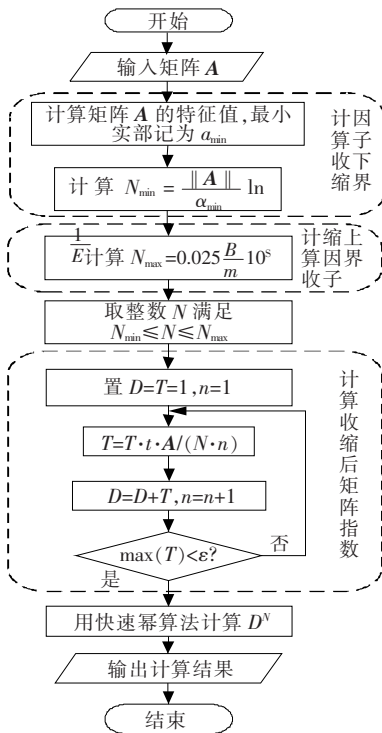 开始
输入矩阵 A
计算矩阵 A 的特征值,最小
实部记为 a_min
计算 N_min = ‖A‖/α_min ln
计算因子收缩下界
1/E 计算 N_max=0.025 B/m 10^s
计算缩因收上界子
取整数 N 满足
N_min≤N≤N_max
置 D=T=1,n=1
T=T·t·A/(N·n)
D=D+T,n=n+1
max(T)<ε?
否
是
计算收缩后矩阵指数
用快速幂算法计算 D^N
输出计算结果
结束